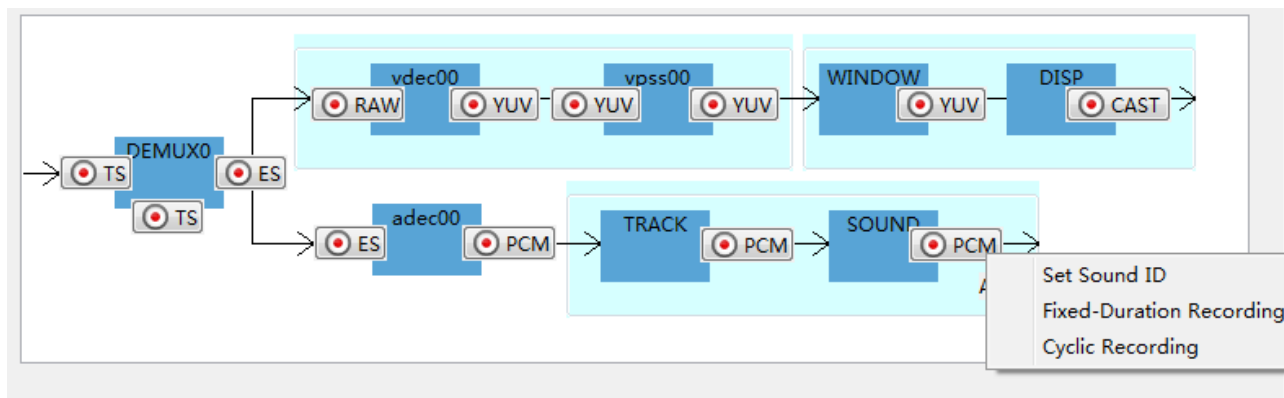 vdec00
vpss00
WINDOW
DISP
RAW
YUV
YUV
YUV
YUV
CAST
DEMUX0
TS
ES
TS
adec00
TRACK
SOUND
ES
PCM
PCM
PCM
A
Set Sound ID
Fixed-Duration Recording
Cyclic Recording